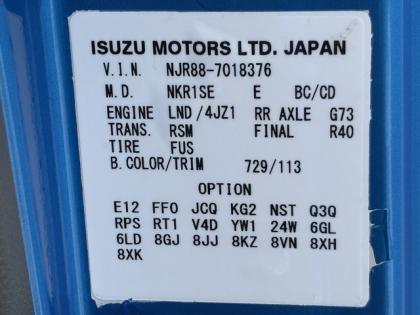 ISUZU MOTORS LTD. JAPAN
V.I.N. NJR88-7018376
M.D. NKR1SE E BC/CD
ENGINE LND/4JZ1 RR AXLE G73
TRANS. RSM FINAL R40
TIRE FUS
B.COLOR/TRIM 729/113
OPTION
E12 FF0 JCQ KG2 NST Q3Q
RPS RT1 V4D YW1 24W 6GL
6LD 8GJ 8JJ 8KZ 8VN 8XH
8XK